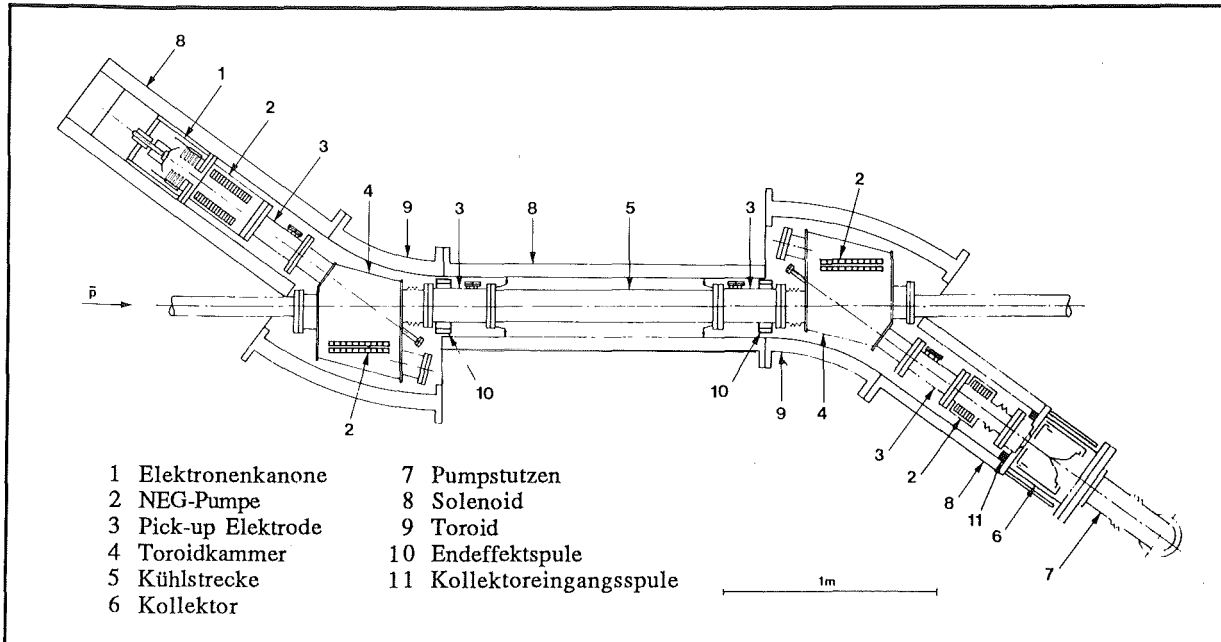 8
1
2
3
4
9
3
8
5
3
2
p̄
10
10
9
4
2
3
2
8
11
6
7
1 Elektronenkanone
2 NEG-Pumpe
3 Pick-up Elektrode
4 Toroidkammer
5 Kühlstrecke
6 Kollektor
7 Pumpstutzen
8 Solenoid
9 Toroid
10 Endeffektspule
11 Kollektoreingangsspule
1m